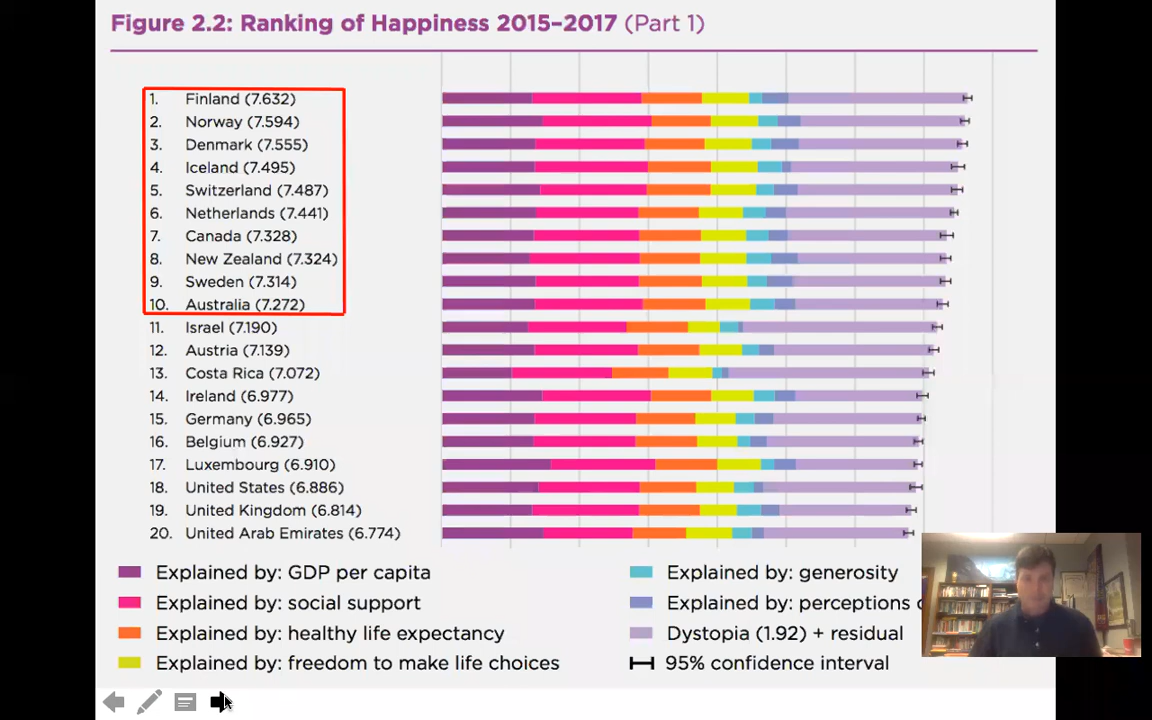 Figure 2.2: Ranking of Happiness 2015–2017 (Part 1)
1. Finland (7.632)
2. Norway (7.594)
3. Denmark (7.555)
4. Iceland (7.495)
5. Switzerland (7.487)
6. Netherlands (7.441)
7. Canada (7.328)
8. New Zealand (7.324)
9. Sweden (7.314)
10. Australia (7.272)
11. Israel (7.190)
12. Austria (7.139)
13. Costa Rica (7.072)
14. Ireland (6.977)
15. Germany (6.965)
16. Belgium (6.927)
17. Luxembourg (6.910)
18. United States (6.886)
19. United Kingdom (6.814)
20. United Arab Emirates (6.774)
Explained by: GDP per capita
Explained by: social support
Explained by: healthy life expectancy
Explained by: freedom to make life choices
Explained by: generosity
Explained by: perceptions
Dystopia (1.92) + residual
95% confidence interval